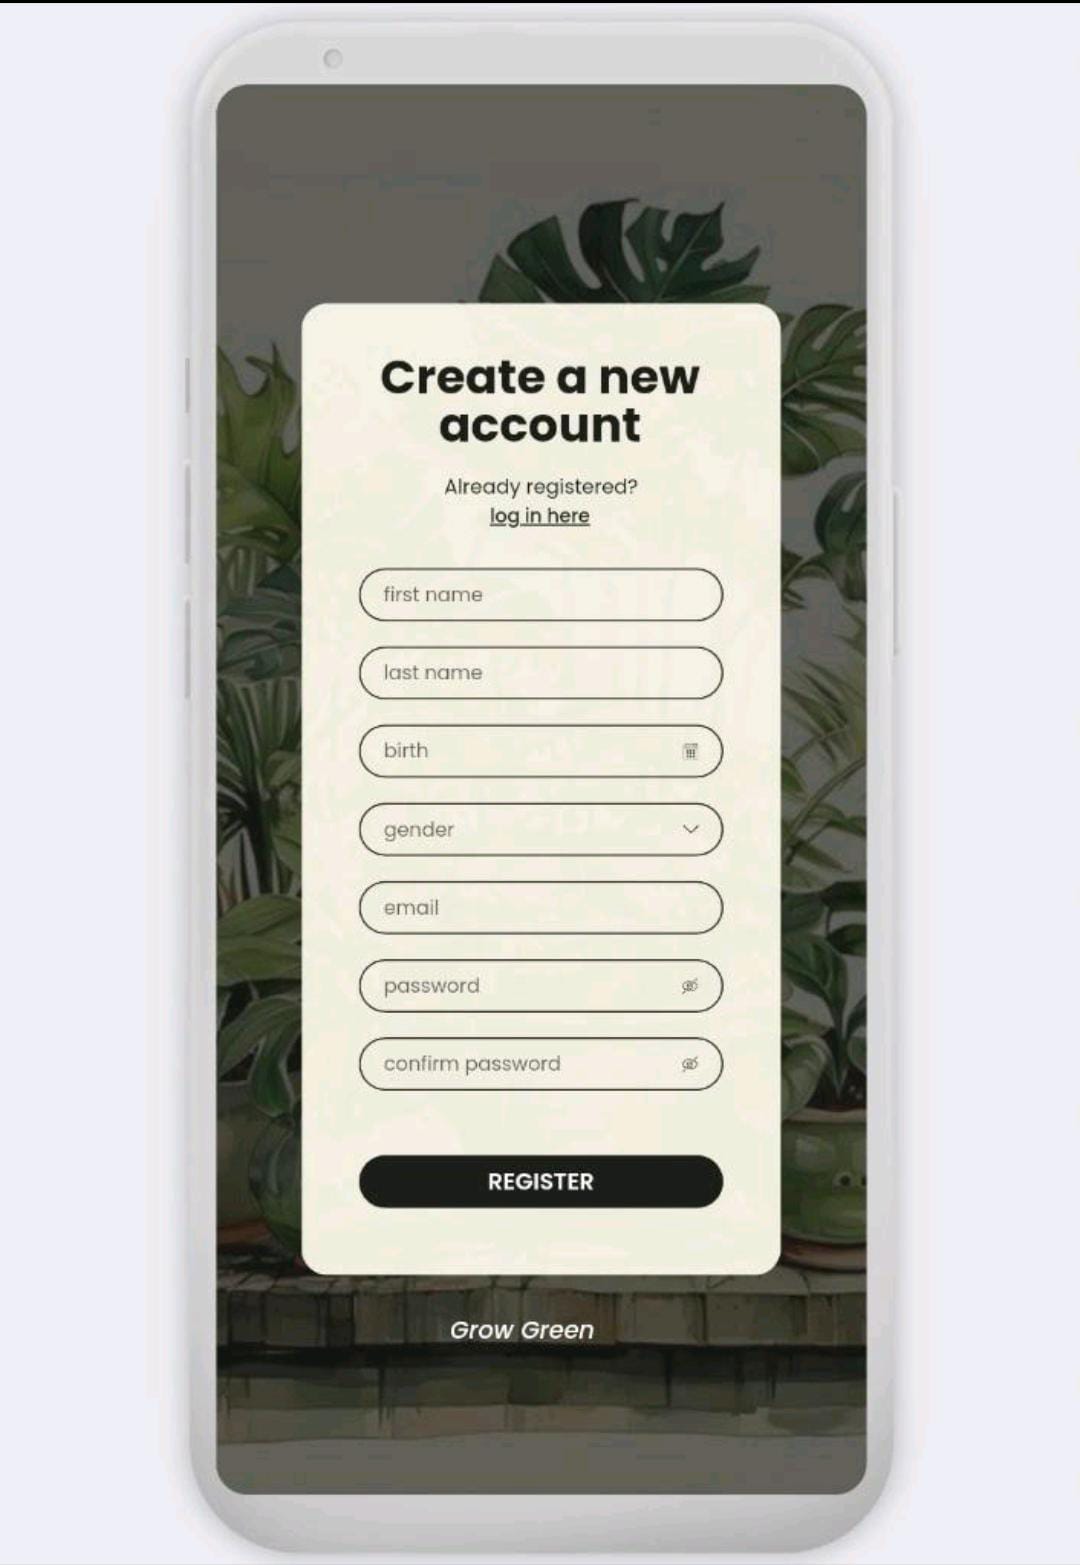 Create a new
account
Already registered?
log in here
first name
last name
birth
gender
email
password
confirm password
REGISTER
Grow Green